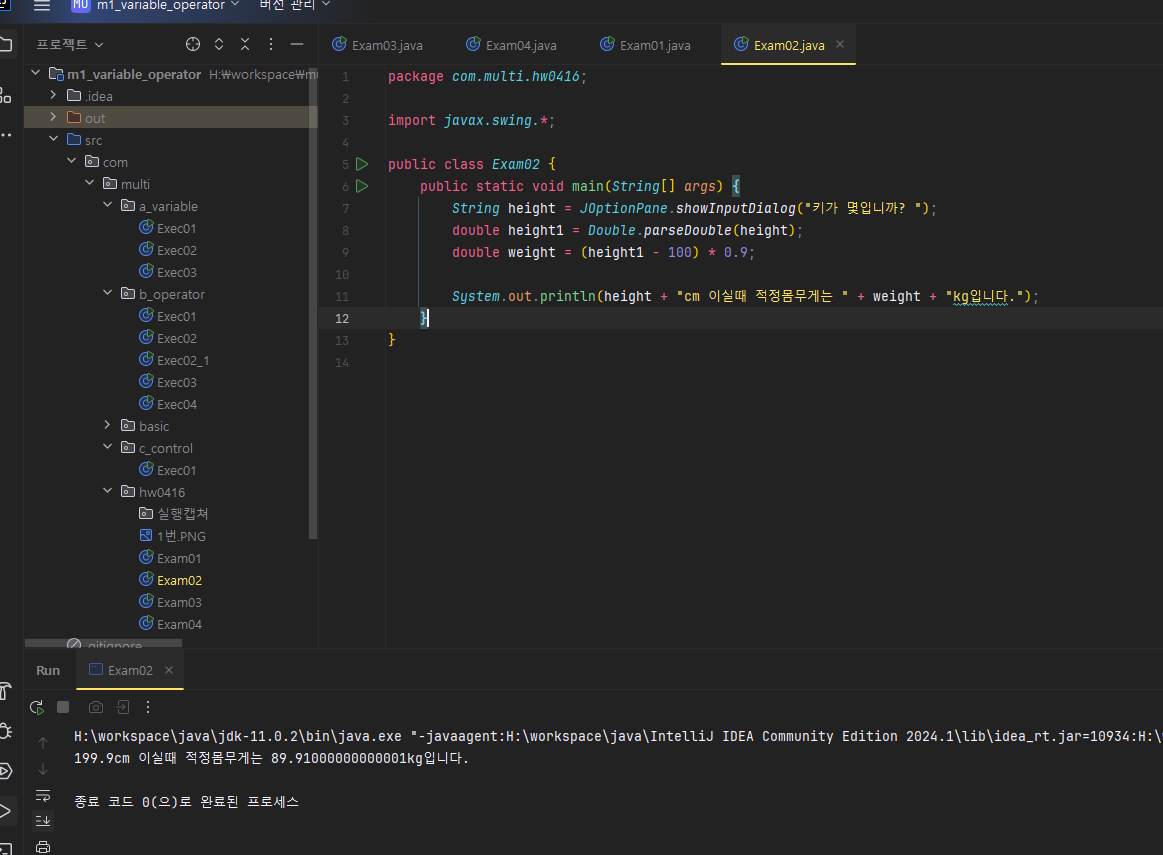 MU m1_variable_operator 버전 관리
프로젝트
Exam03.java Exam04.java Exam01.java Exam02.java
m1_variable_operator H:\workspace\mu
.idea
out
src
com
multi
a_variable
Exec01
Exec02
Exec03
b_operator
Exec01
Exec02
Exec02_1
Exec03
Exec04
basic
c_control
Exec01
hw0416
실행캡쳐
1번.PNG
Exam01
Exam02
Exam03
Exam04
.gitignore
1 package com.multi.hw0416;
2
3 import javax.swing.*;
4
5 public class Exam02 {
6 public static void main(String[] args) {
7 String height = JOptionPane.showInputDialog("키가 몇입니까? ");
8 double height1 = Double.parseDouble(height);
9 double weight = (height1 - 100) * 0.9;
10
11 System.out.println(height + "cm 이실때 적정몸무게는 " + weight + "kg입니다.");
12 }
13 }
14
Run Exam02
H:\workspace\java\jdk-11.0.2\bin\java.exe "-javaagent:H:\workspace\java\IntelliJ IDEA Community Edition 2024.1\lib\idea_rt.jar=10934:H:\
199.9cm 이실때 적정몸무게는 89.91000000000001kg입니다.
종료 코드 0(으)로 완료된 프로세스